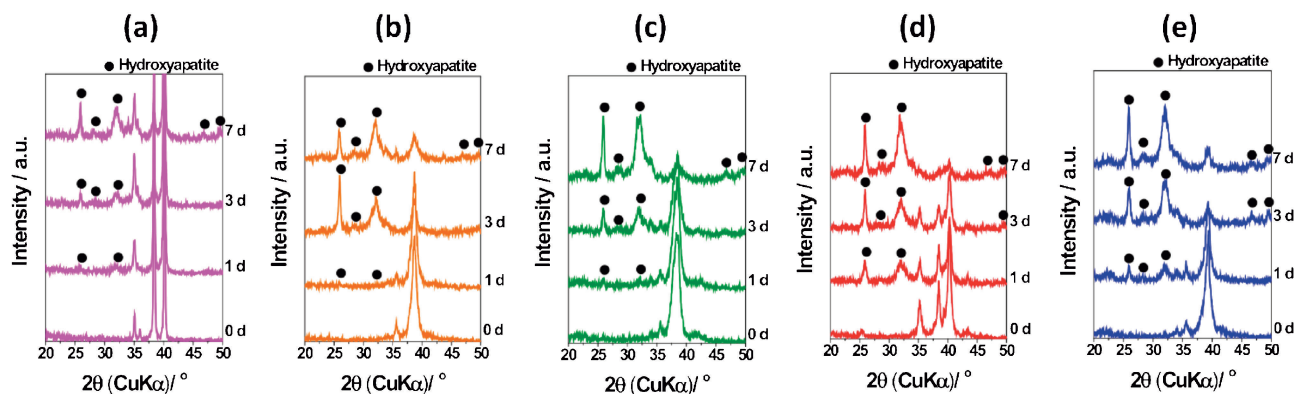 (a) (b) (c) (d) (e)
● Hydroxyapatite
7 d
3 d
1 d
0 d
Intensity / a.u.
20 25 30 35 40 45 50
2θ (CuKα)/ °
● Hydroxyapatite
7 d
3 d
1 d
0 d
Intensity / a.u.
20 25 30 35 40 45 50
2θ (CuKα)/ °
● Hydroxyapatite
7 d
3 d
1 d
0 d
Intensity / a.u.
20 25 30 35 40 45 50
2θ (CuKα)/ °
● Hydroxyapatite
7 d
3 d
1 d
0 d
Intensity / a.u.
20 25 30 35 40 45 50
2θ (CuKα)/ °
● Hydroxyapatite
7 d
3 d
1 d
0 d
Intensity / a.u.
20 25 30 35 40 45 50
2θ (CuKα)/ °